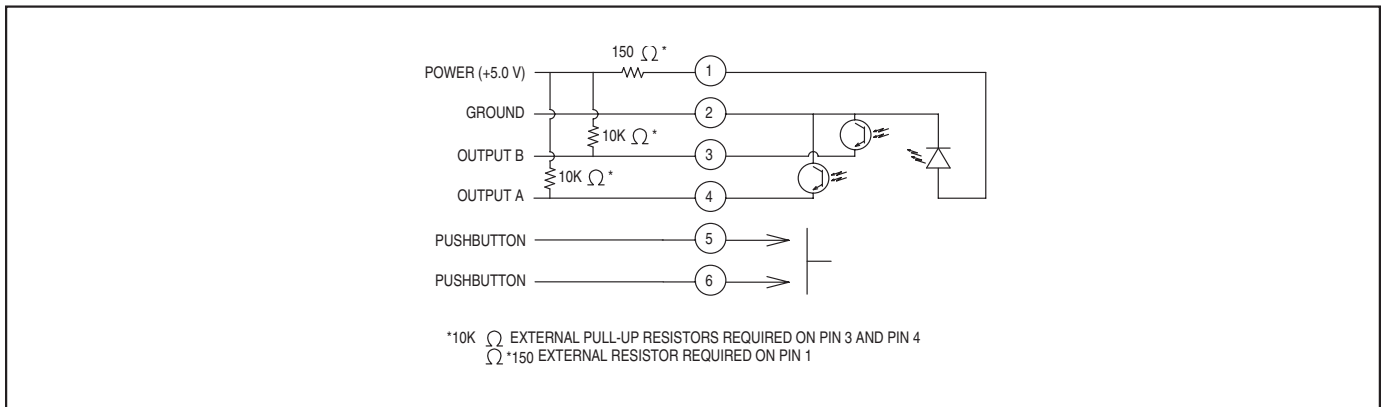 150 Ω *
POWER (+5.0 V)
1
GROUND
2
10K Ω *
OUTPUT B
3
10K Ω *
OUTPUT A
4
PUSHBUTTON
5
PUSHBUTTON
6
*10K Ω EXTERNAL PULL-UP RESISTORS REQUIRED ON PIN 3 AND PIN 4
Ω *150 EXTERNAL RESISTOR REQUIRED ON PIN 1